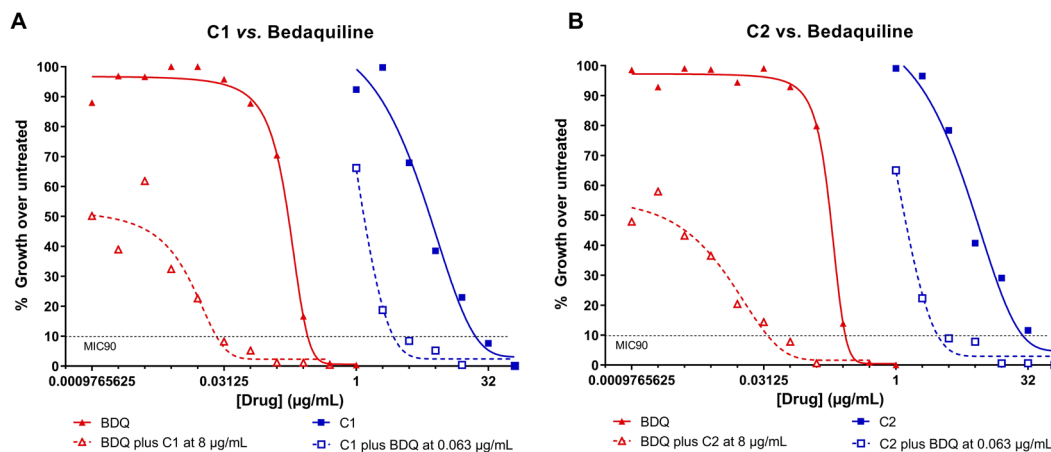 A
C1 vs. Bedaquiline
% Growth over untreated
100
90
80
70
60
50
40
30
20
10
0
MIC90
0.0009765625
0.03125
1
32
[Drug] (µg/mL)
BDQ
C1
BDQ plus C1 at 8 µg/mL
C1 plus BDQ at 0.063 µg/mL
B
C2 vs. Bedaquiline
% Growth over untreated
100
90
80
70
60
50
40
30
20
10
0
MIC90
0.0009765625
0.03125
1
32
[Drug] (µg/mL)
BDQ
C2
BDQ plus C2 at 8 µg/mL
C2 plus BDQ at 0.063 µg/mL